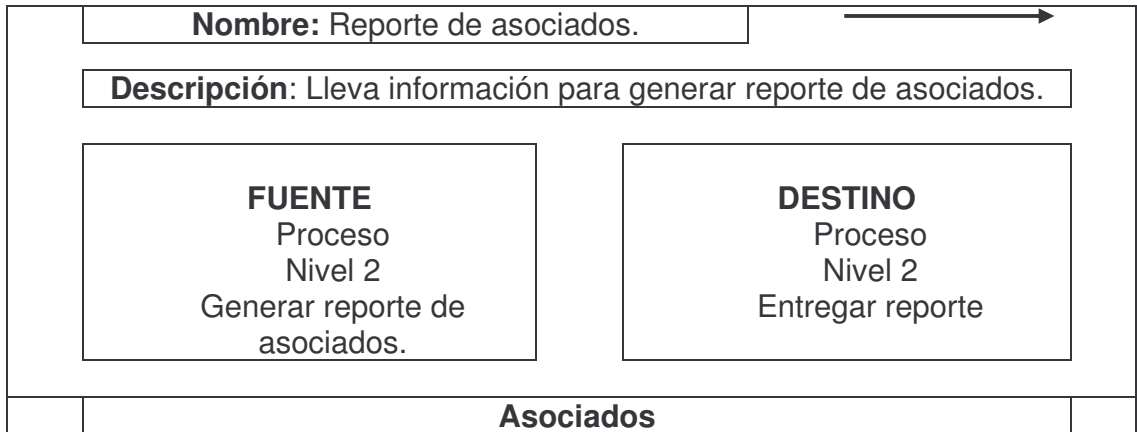 Nombre: Reporte de asociados.
Descripción: Lleva información para generar reporte de asociados.
FUENTE
Proceso
Nivel 2
Generar reporte de
asociados.
DESTINO
Proceso
Nivel 2
Entregar reporte
Asociados